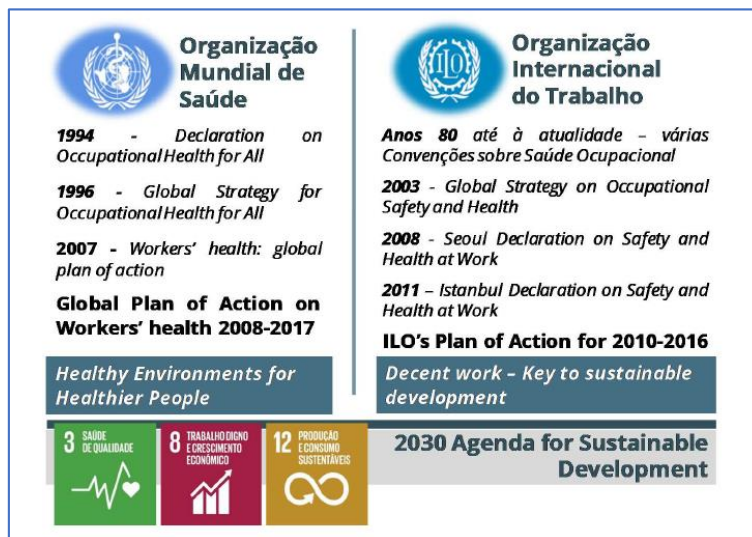 Organização
Mundial de
Saúde
1994 - Declaration on
Occupational Health for All
1996 - Global Strategy for
Occupational Health for All
2007 - Workers' health: global
plan of action
Global Plan of Action on
Workers' health 2008-2017
Healthy Environments for
Healthier People
ILO
Organização
Internacional
do Trabalho
Anos 80 até à atualidade – várias
Convenções sobre Saúde Ocupacional
2003 - Global Strategy on Occupational
Safety and Health
2008 - Seoul Declaration on Safety and
Health at Work
2011 – Istanbul Declaration on Safety and
Health at Work
ILO's Plan of Action for 2010-2016
Decent work – Key to sustainable
development
3 SAÚDE
DE QUALIDADE
8 TRABALHO DIGNO
E CRESCIMENTO
ECONÓMICO
12 PRODUÇÃO
E CONSUMO
SUSTENTÁVEIS
2030 Agenda for Sustainable
Development